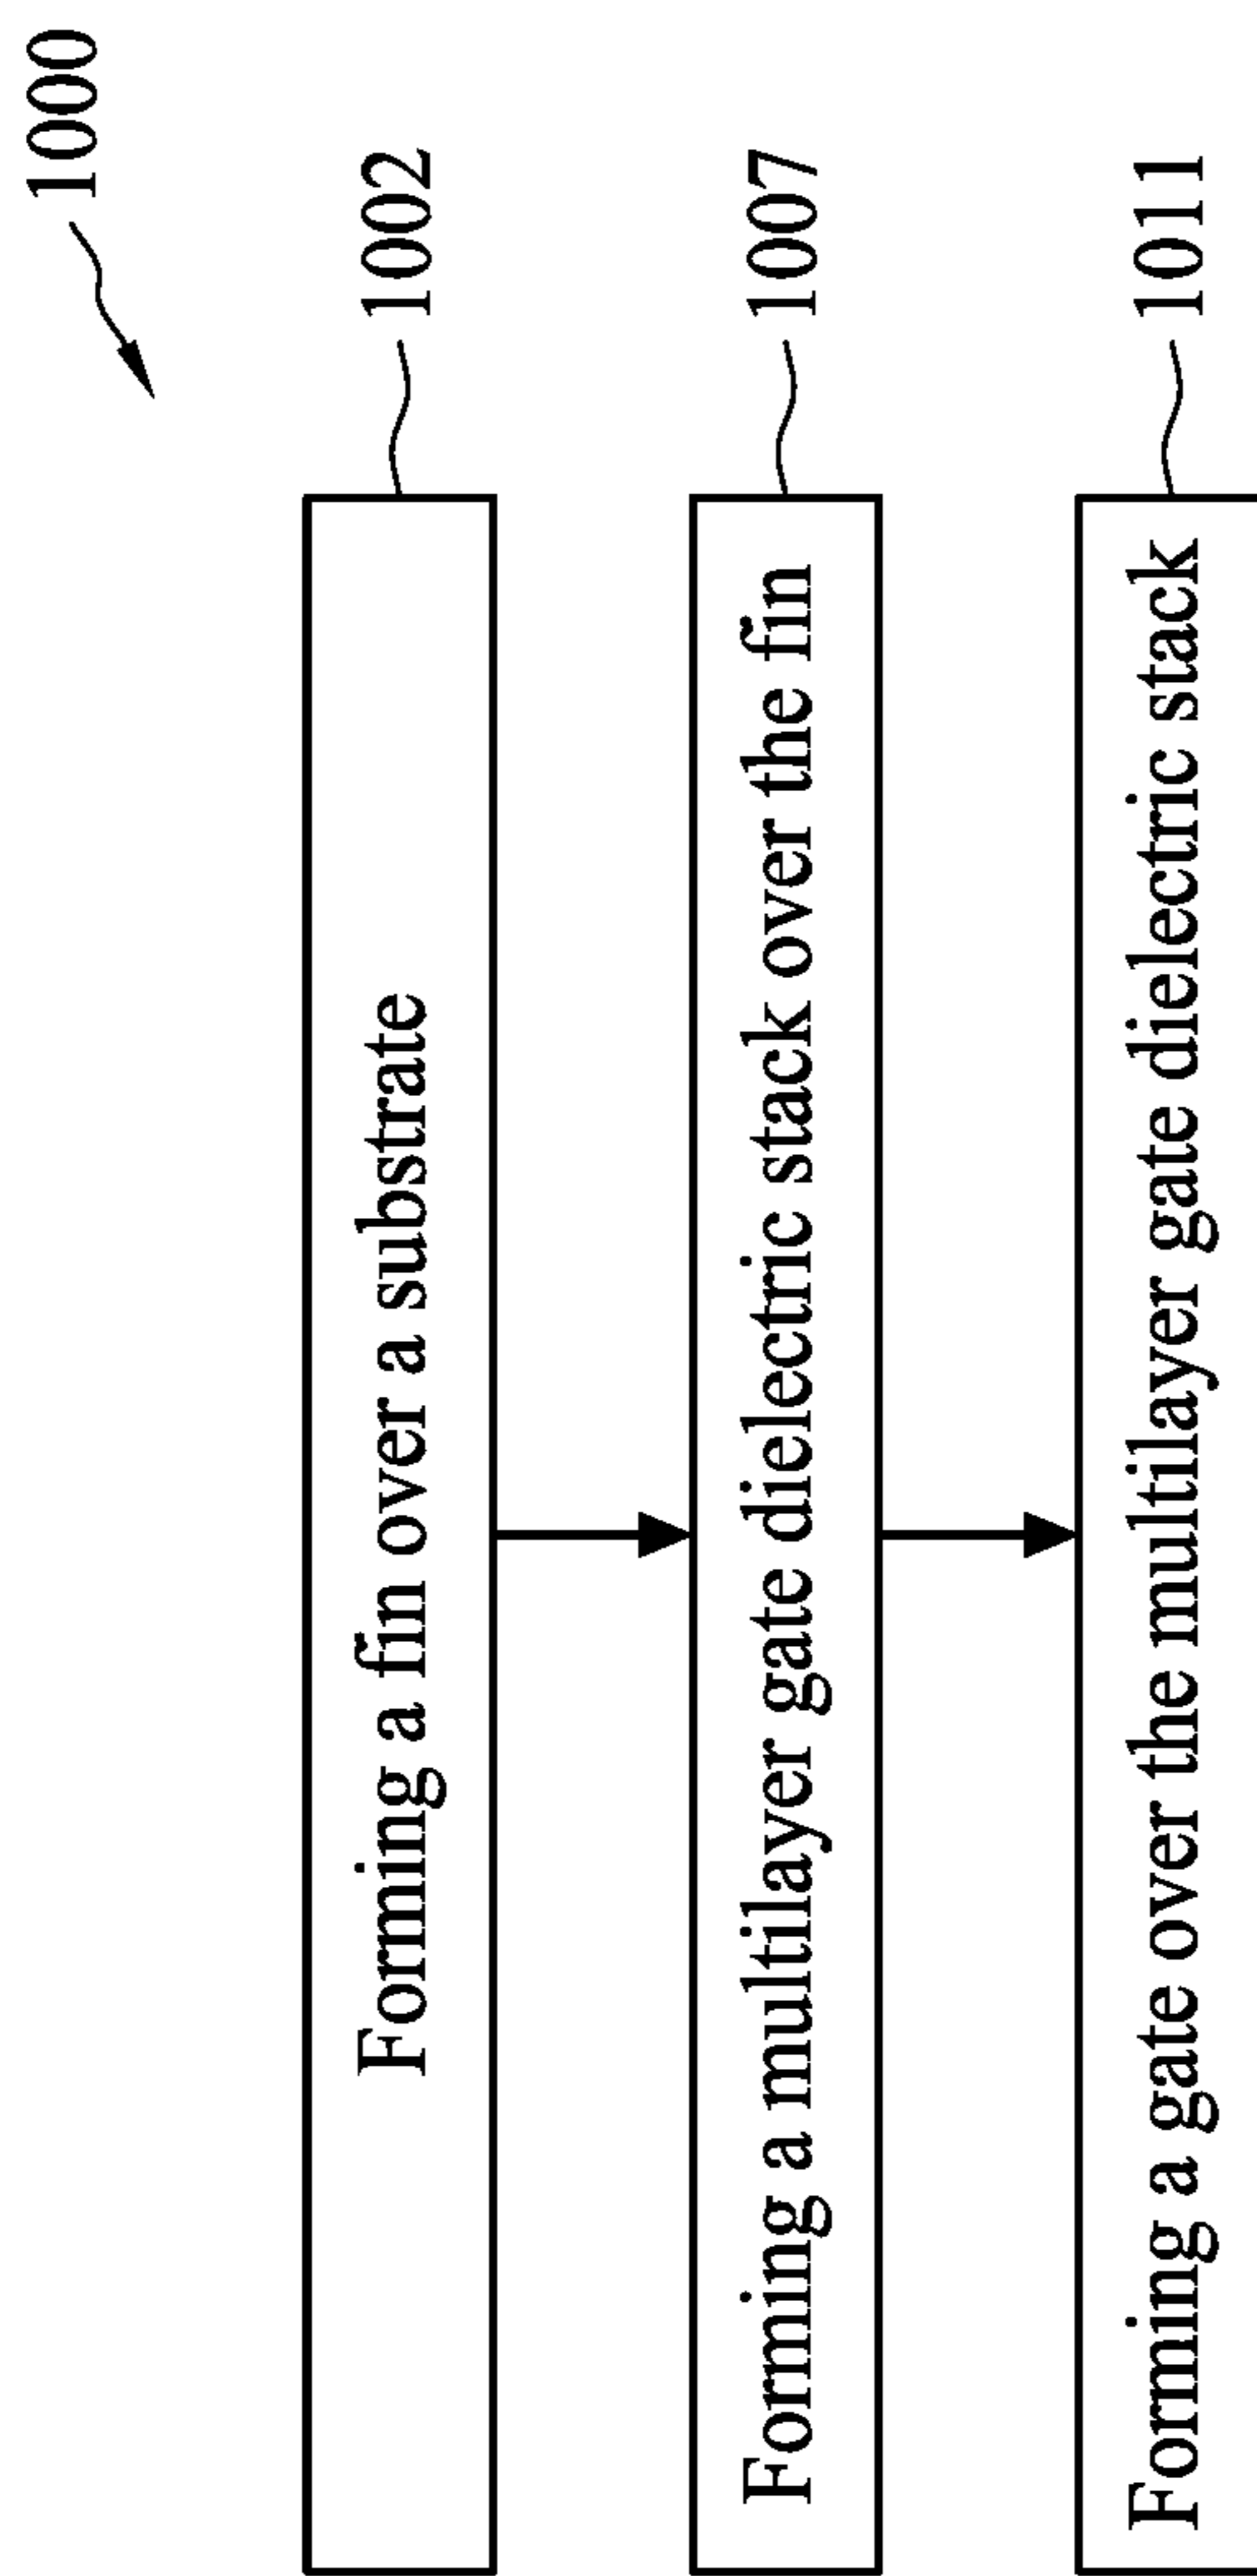 1000
Forming a fin over a substrate
1002
Forming a multilayer gate dielectric stack over the fin
1007
Forming a gate over the multilayer gate dielectric stack
1011